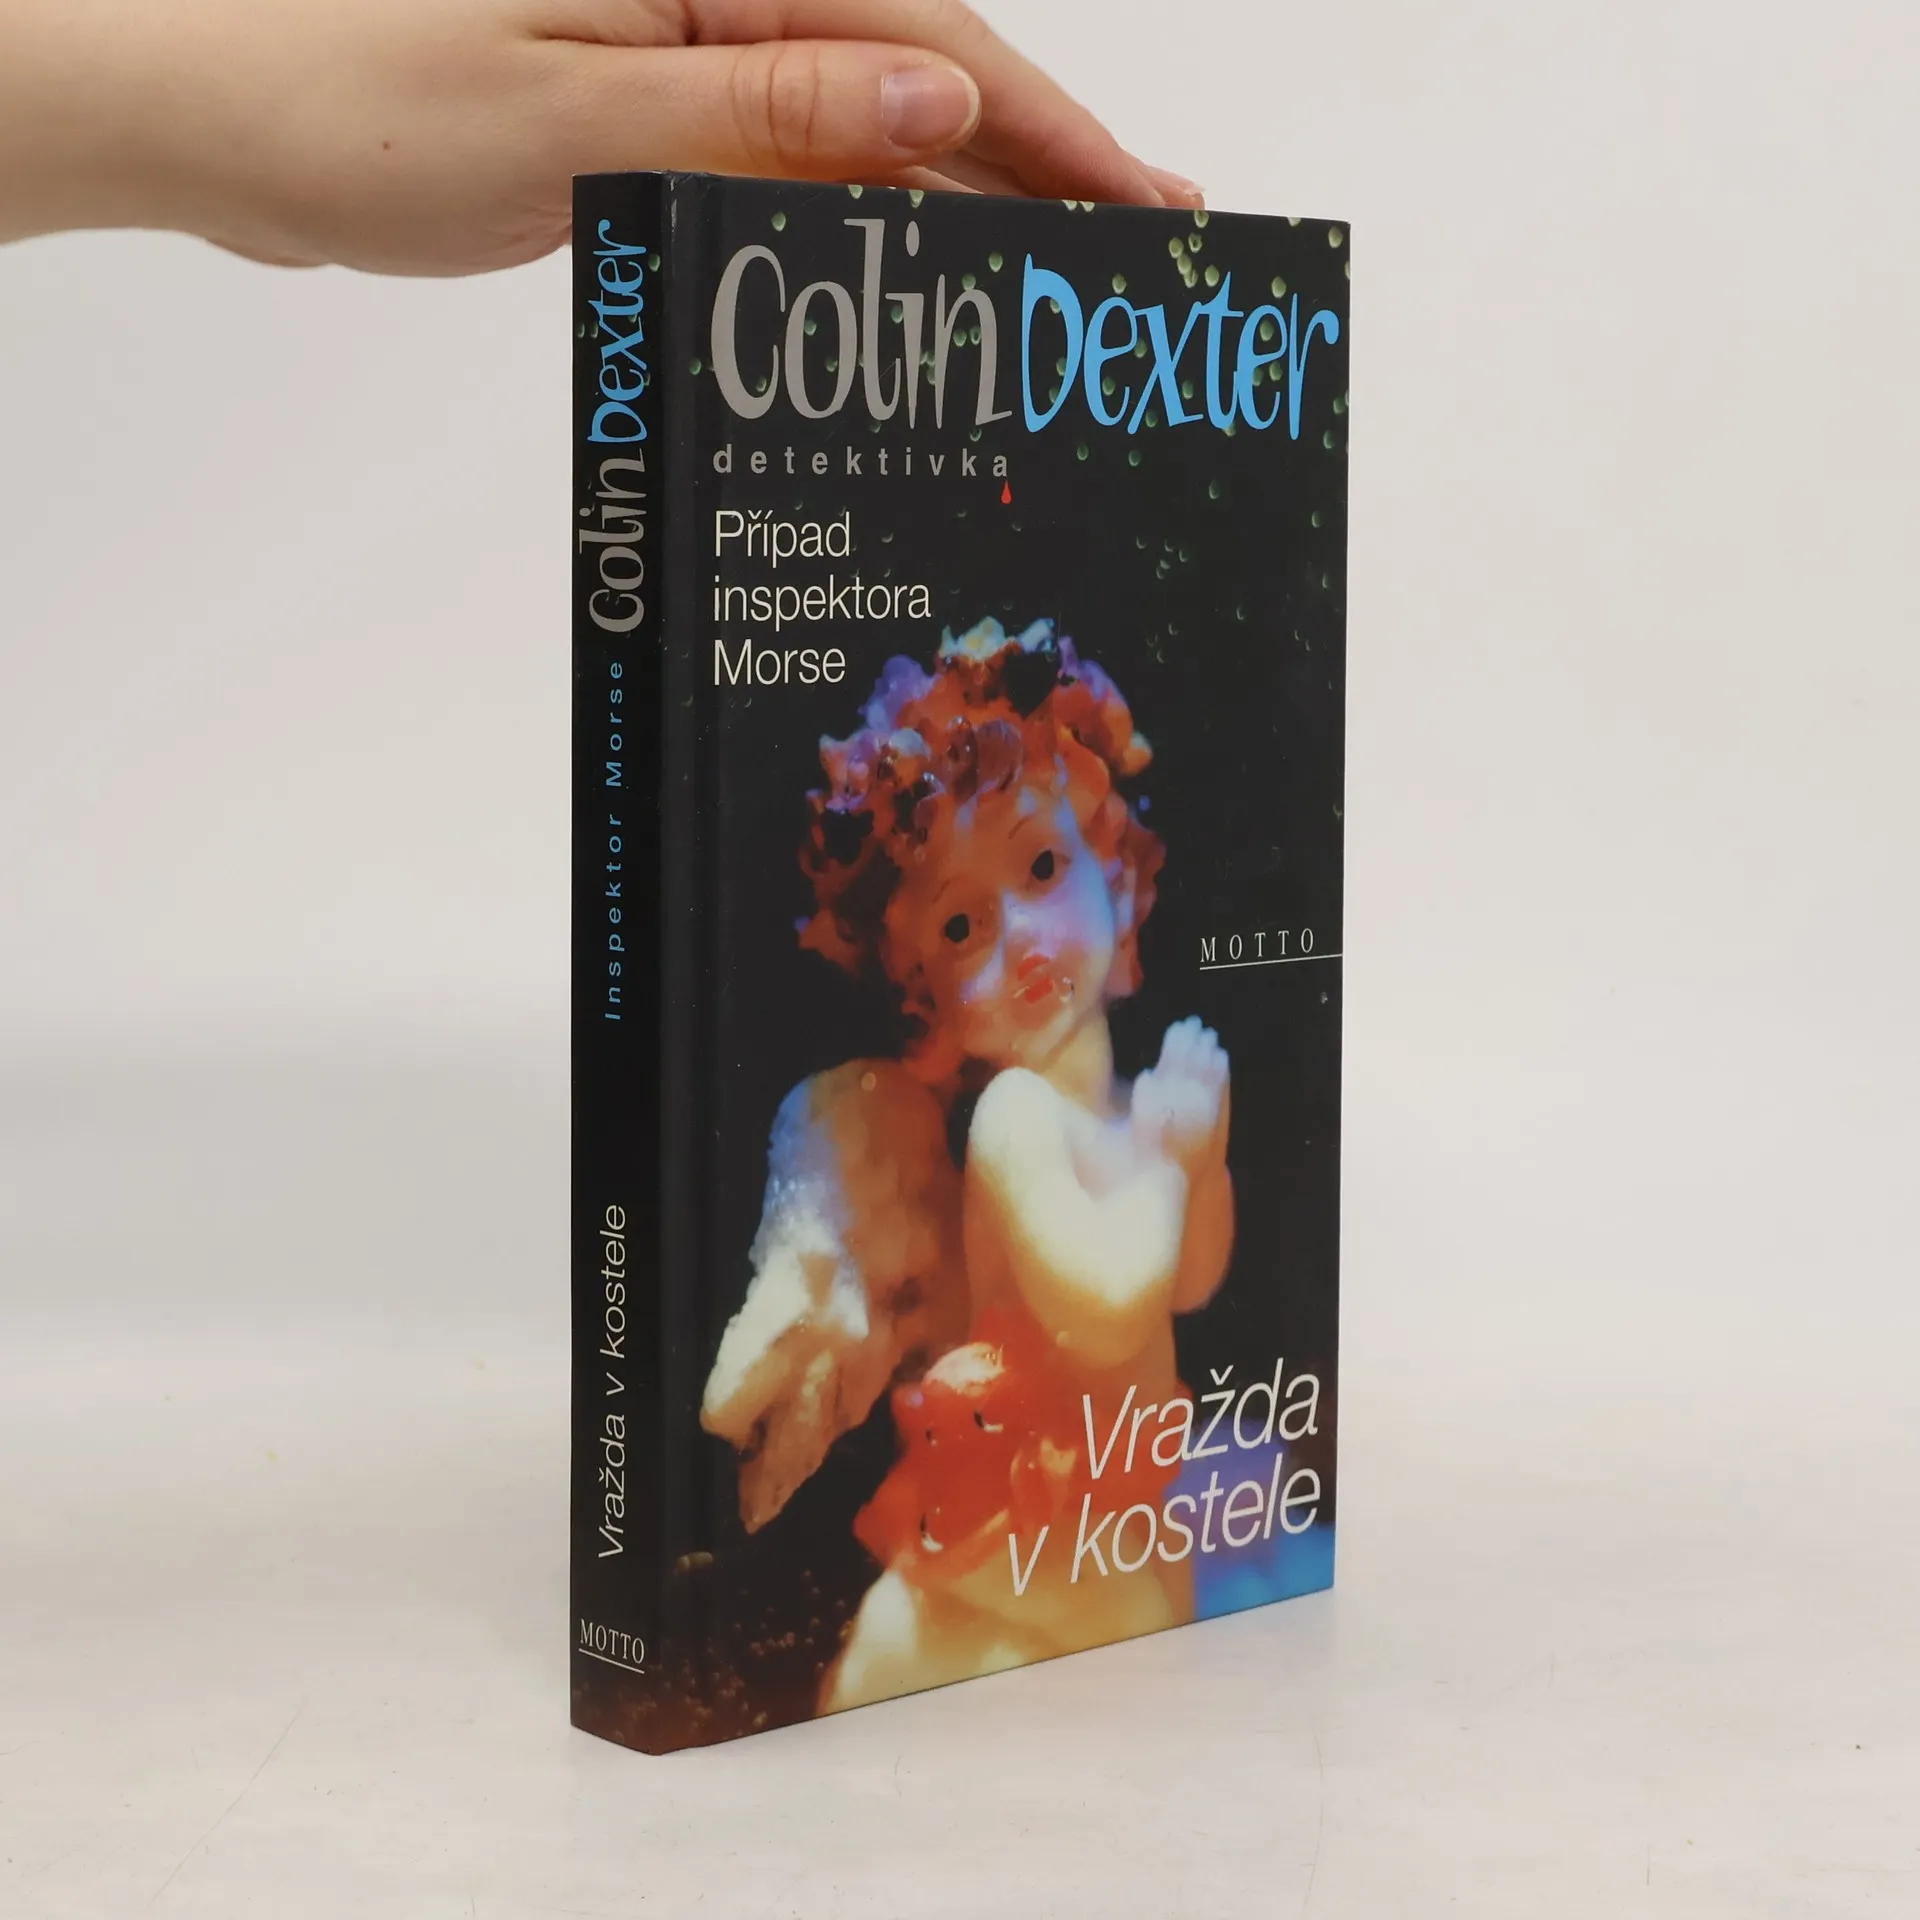 Colin Dexter
Inspektor Morse
Vražda v kostele
MOTTO
Colin Dexter
detektivka
Případ
inspektora
Morse
MOTTO
Vražda
v kostele